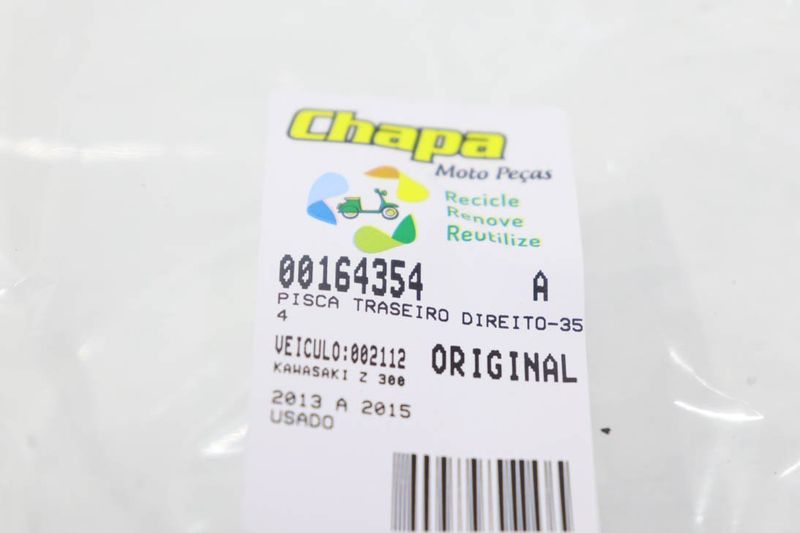 Chapa
Moto Peças
Recicle
Renove
Reutilize
00164354 A
PISCA TRASEIRO DIREITO-35
4
VEICULO:002112 ORIGINAL
KAWASAKI Z 300
2013 A 2015
USADO